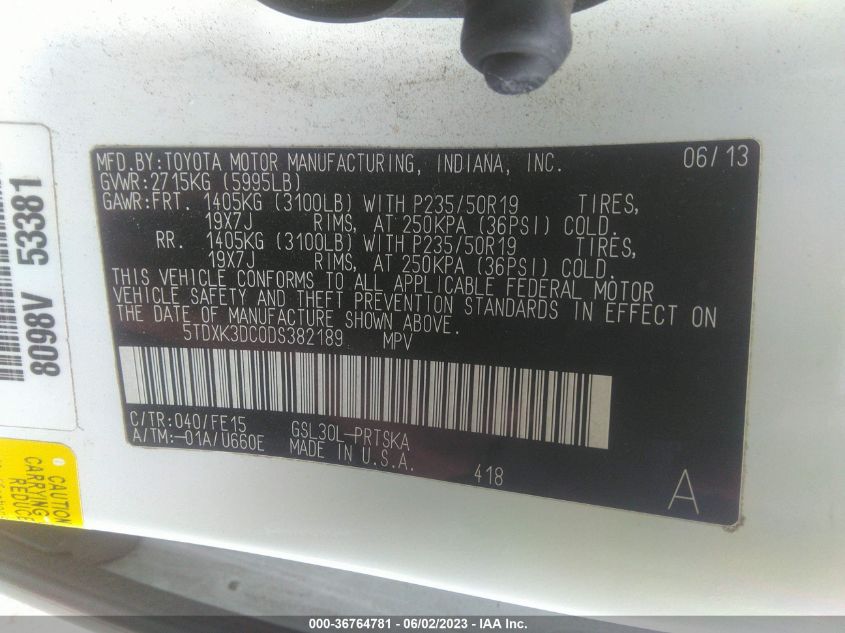 MFD.BY:TOYOTA MOTOR MANUFACTURING, INDIANA, INC. 06/13
GVWR:2715KG (5995LB)
GAWR:FRT. 1405KG (3100LB) WITH P235/50R19 TIRES,
19X7J RIMS, AT 250KPA (36PSI) COLD.
RR. 1405KG (3100LB) WITH P235/50R19 TIRES,
19X7J RIMS, AT 250KPA (36PSI) COLD.
THIS VEHICLE CONFORMS TO ALL APPLICABLE FEDERAL MOTOR
VEHICLE SAFETY AND THEFT PREVENTION STANDARDS IN EFFECT ON
THE DATE OF MANUFACTURE SHOWN ABOVE.
5TDXK3DC0DS382189 MPV
C/TR:040/FE15 GSL30L-PRTSKA
A/TM:-01A/U660E MADE IN U.S.A.
418
A
8098V 53381
CAUTION
CARRYING
REDUCE
000-36764781 - 06/02/2023 - IAA Inc.